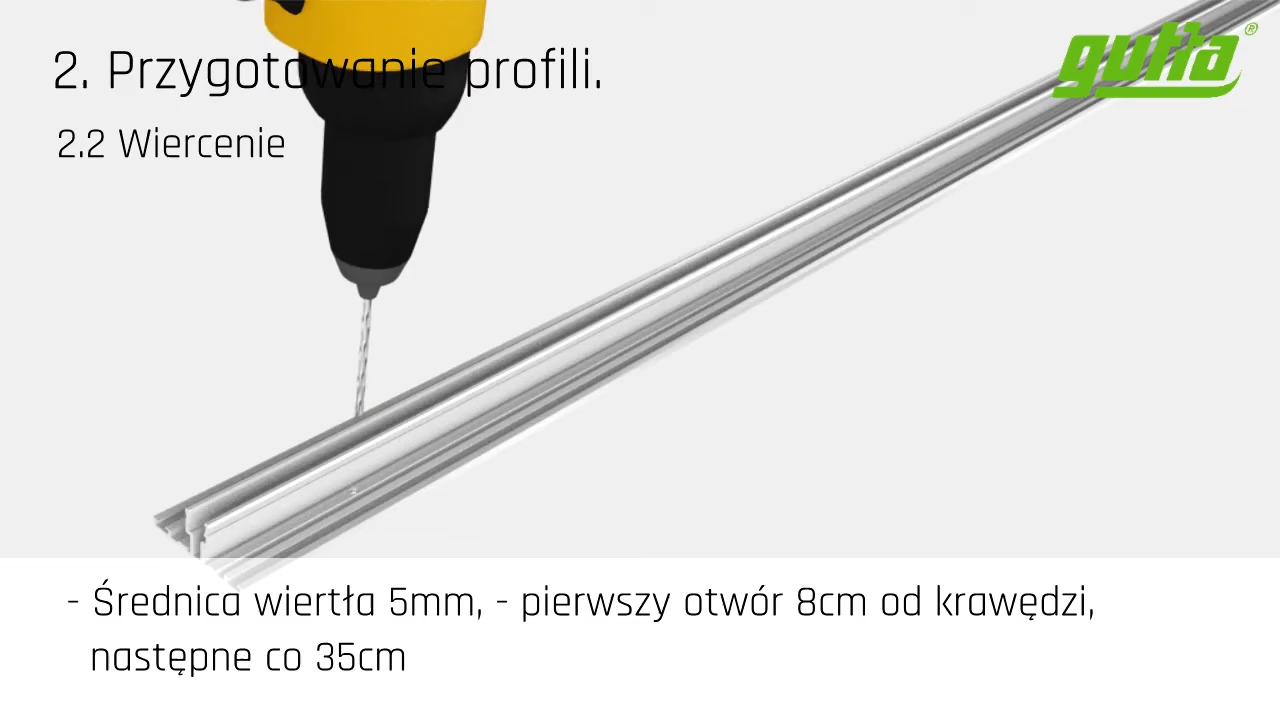 2. Przygotowanie profili.
gutta®
2.2 Wiercenie
- Średnica wiertła 5mm, - pierwszy otwór 8cm od krawędzi,
następne co 35cm